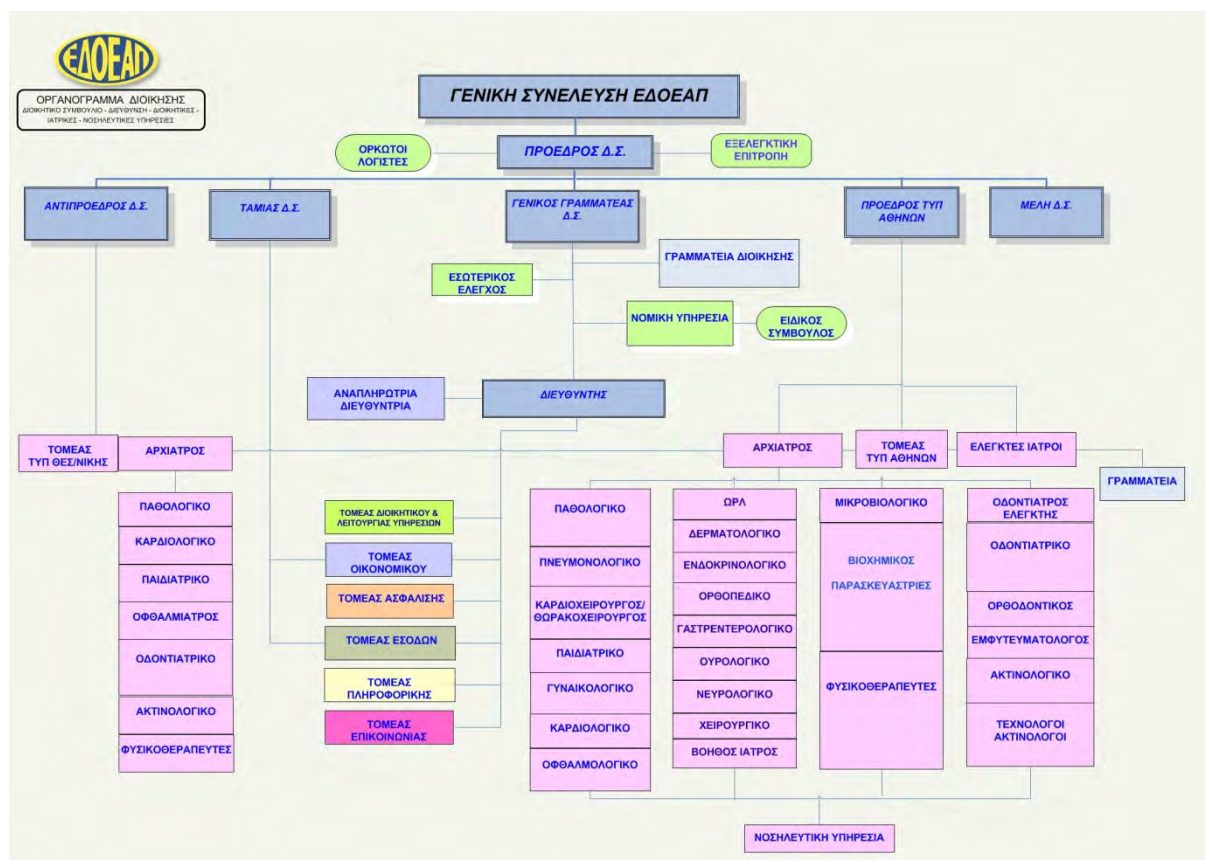 ΕΔΟΕΑΠ
ΟΡΓΑΝΟΓΡΑΜΜΑ ΔΙΟΙΚΗΣΗΣ
ΔΙΟΙΚΗΤΙΚΟ ΣΥΜΒΟΥΛΙΟ - ΔΙΕΥΘΥΝΣΗ - ΔΙΟΙΚΗΤΙΚΕΣ -
ΙΑΤΡΙΚΕΣ - ΝΟΣΗΛΕΥΤΙΚΕΣ ΥΠΗΡΕΣΙΕΣ
ΓΕΝΙΚΗ ΣΥΝΕΛΕΥΣΗ ΕΔΟΕΑΠ
ΟΡΚΩΤΟΙ
ΛΟΓΙΣΤΕΣ
ΠΡΟΕΔΡΟΣ Δ.Σ.
ΕΞΕΛΕΓΚΤΙΚΗ
ΕΠΙΤΡΟΠΗ
ΑΝΤΙΠΡΟΕΔΡΟΣ Δ.Σ.
ΤΑΜΙΑΣ Δ.Σ.
ΓΕΝΙΚΟΣ ΓΡΑΜΜΑΤΕΑΣ
Δ.Σ.
ΠΡΟΕΔΡΟΣ ΤΥΠ
ΑΘΗΝΩΝ
ΜΕΛΗ Δ.Σ.
ΓΡΑΜΜΑΤΕΙΑ ΔΙΟΙΚΗΣΗΣ
ΕΣΩΤΕΡΙΚΟΣ
ΕΛΕΓΧΟΣ
ΝΟΜΙΚΗ ΥΠΗΡΕΣΙΑ
ΕΙΔΙΚΟΣ
ΣΥΜΒΟΥΛΟΣ
ΑΝΑΠΛΗΡΩΤΡΙΑ
ΔΙΕΥΘΥΝΤΡΙΑ
ΔΙΕΥΘΥΝΤΗΣ
ΤΟΜΕΑΣ
ΤΥΠ ΘΕΣ/ΝΙΚΗΣ
ΑΡΧΙΑΤΡΟΣ
ΑΡΧΙΑΤΡΟΣ
ΤΟΜΕΑΣ
ΤΥΠ ΑΘΗΝΩΝ
ΕΛΕΓΚΤΕΣ ΙΑΤΡΟΙ
ΓΡΑΜΜΑΤΕΙΑ
ΠΑΘΟΛΟΓΙΚΟ
ΚΑΡΔΙΟΛΟΓΙΚΟ
ΠΑΙΔΙΑΤΡΙΚΟ
ΟΦΘΑΛΜΙΑΤΡΟΣ
ΟΔΟΝΤΙΑΤΡΙΚΟ
ΑΚΤΙΝΟΛΟΓΙΚΟ
ΦΥΣΙΚΟΘΕΡΑΠΕΥΤΕΣ
ΤΟΜΕΑΣ ΔΙΟΙΚΗΤΙΚΟΥ &
ΛΕΙΤΟΥΡΓΙΑΣ ΥΠΗΡΕΣΙΩΝ
ΤΟΜΕΑΣ
ΟΙΚΟΝΟΜΙΚΟΥ
ΤΟΜΕΑΣ ΑΣΦΑΛΙΣΗΣ
ΤΟΜΕΑΣ ΕΣΟΔΩΝ
ΤΟΜΕΑΣ
ΠΛΗΡΟΦΟΡΙΚΗΣ
ΤΟΜΕΑΣ
ΕΠΙΚΟΙΝΩΝΙΑΣ
ΠΑΘΟΛΟΓΙΚΟ
ΠΝΕΥΜΟΝΟΛΟΓΙΚΟ
ΚΑΡΔΙΟΧΕΙΡΟΥΡΓΟΣ/
ΘΩΡΑΚΟΧΕΙΡΟΥΡΓΟΣ
ΠΑΙΔΙΑΤΡΙΚΟ
ΓΥΝΑΙΚΟΛΟΓΙΚΟ
ΚΑΡΔΙΟΛΟΓΙΚΟ
ΟΦΘΑΛΜΟΛΟΓΙΚΟ
ΩΡΛ
ΔΕΡΜΑΤΟΛΟΓΙΚΟ
ΕΝΔΟΚΡΙΝΟΛΟΓΙΚΟ
ΟΡΘΟΠΕΔΙΚΟ
ΓΑΣΤΡΕΝΤΕΡΟΛΟΓΙΚΟ
ΟΥΡΟΛΟΓΙΚΟ
ΝΕΥΡΟΛΟΓΙΚΟ
ΧΕΙΡΟΥΡΓΙΚΟ
ΒΟΗΘΟΣ ΙΑΤΡΟΣ
ΜΙΚΡΟΒΙΟΛΟΓΙΚΟ
ΒΙΟΧΗΜΙΚΟΣ
ΠΑΡΑΣΚΕΥΑΣΤΡΙΕΣ
ΦΥΣΙΚΟΘΕΡΑΠΕΥΤΕΣ
ΟΔΟΝΤΙΑΤΡΟΣ
ΕΛΕΓΚΤΗΣ
ΟΔΟΝΤΙΑΤΡΙΚΟ
ΟΡΘΟΔΟΝΤΙΚΟΣ
ΕΜΦΥΤΕΥΜΑΤΟΛΟΓΟΣ
ΑΚΤΙΝΟΛΟΓΙΚΟ
ΤΕΧΝΟΛΟΓΟΙ
ΑΚΤΙΝΟΛΟΓΟΙ
ΝΟΣΗΛΕΥΤΙΚΗ ΥΠΗΡΕΣΙΑ